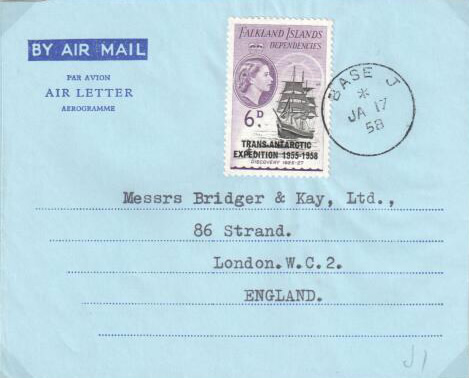 BY AIR MAIL
PAR AVION
AIR LETTER
AEROGRAMME
FALKLAND ISLANDS
DEPENDENCIES
6D
TRANS-ANTARCTIC
EXPEDITION 1955-1958
DISCOVERY 1925-27
BASE J
*
JA 17
58
Messrs Bridger & Kay, Ltd.,
86 Strand.
London.W.C.2.
ENGLAND.
J1